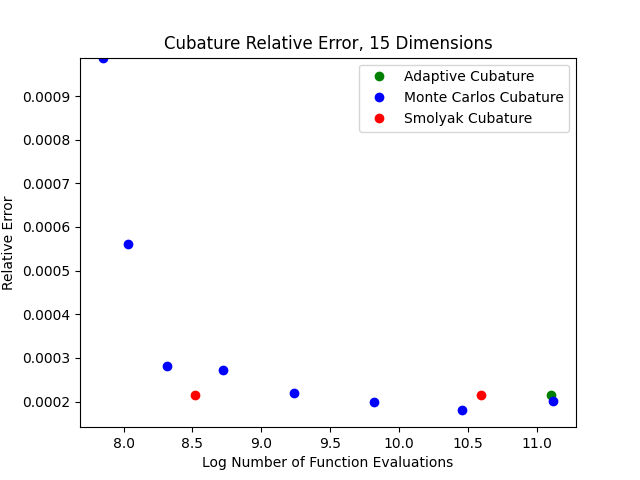 Cubature Relative Error, 15 Dimensions
Adaptive Cubature
Monte Carlos Cubature
Smolyak Cubature
Relative Error
0.0009
0.0008
0.0007
0.0006
0.0005
0.0004
0.0003
0.0002
8.0 8.5 9.0 9.5 10.0 10.5 11.0
Log Number of Function Evaluations